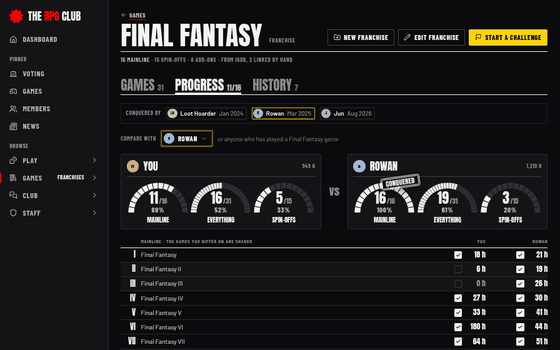 THE RPG CLUB
DASHBOARD
PINNED
VOTING
GAMES
MEMBERS
NEWS
BROWSE
PLAY
GAMES FRANCHISES
CLUB
STAFF
← GAMES
FINAL FANTASY FRANCHISE
NEW FRANCHISE
EDIT FRANCHISE
START A CHALLENGE
16 MAINLINE · 15 SPIN-OFFS · 8 ADD-ONS · FROM IGDB, 2 LINKED BY HAND
GAMES 31 PROGRESS 11/16 HISTORY 7
CONQUERED BY Loot Hoarder Jan 2024 Rowan Mar 2025 Jun Aug 2026
COMPARE WITH ROWAN or anyone who has played a Final Fantasy game
YOU
11/16 69% MAINLINE
16/31 52% EVERYTHING
5/15 33% SPIN-OFFS
VS
ROWAN 1,210 H
CONQUERED
16/16 100% MAINLINE
19/31 61% EVERYTHING
3/15 20% SPIN-OFFS
MAINLINE · THE GAMES YOU DIFFER ON ARE SHADED YOU ROWAN
I Final Fantasy 18 h 21 h
II Final Fantasy II 6 h 19 h
III Final Fantasy III 0 h 26 h
IV Final Fantasy IV 27 h 30 h
V Final Fantasy V 33 h 41 h
VI Final Fantasy VI 180 h 44 h
VII Final Fantasy VII 64 h 51 h